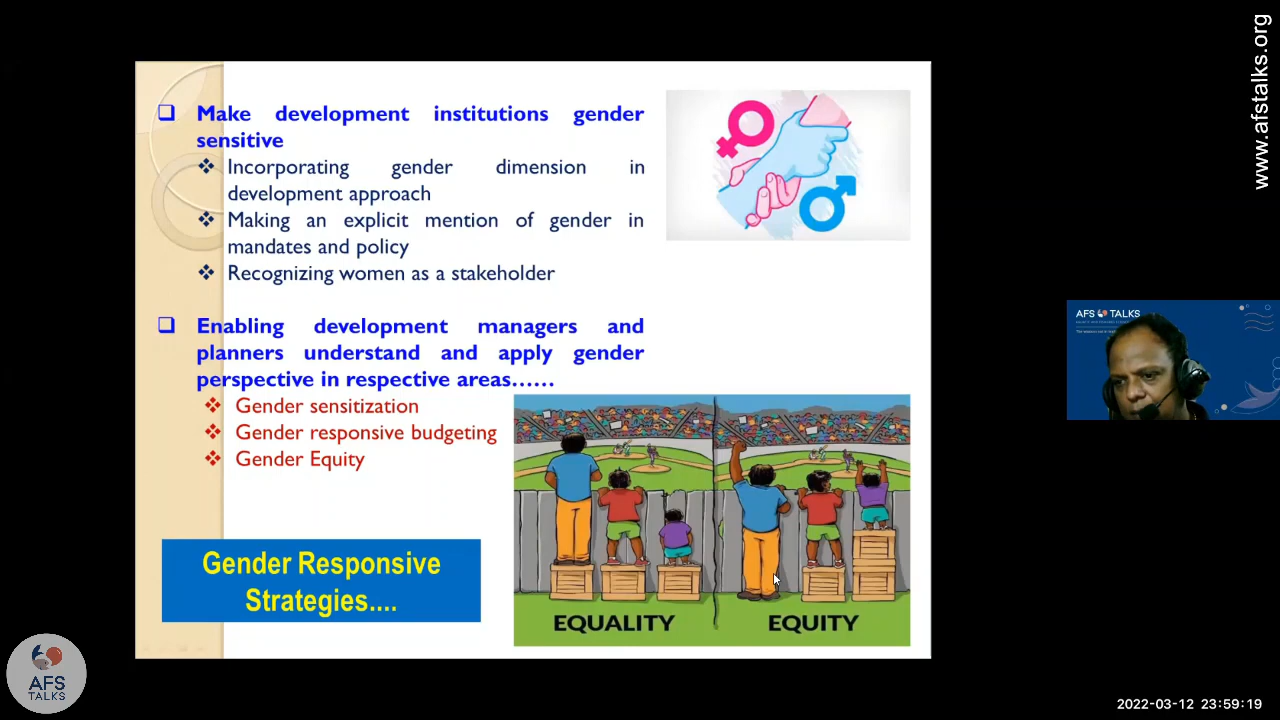 www.afstalks.org
Make development institutions gender
sensitive
Incorporating gender dimension in
development approach
Making an explicit mention of gender in
mandates and policy
Recognizing women as a stakeholder
Enabling development managers and
planners understand and apply gender
perspective in respective areas......
Gender sensitization
Gender responsive budgeting
Gender Equity
Gender Responsive
Strategies....
EQUALITY
EQUITY
AFS TALKS
AFS
TALKS
2022-03-12 23:59:19